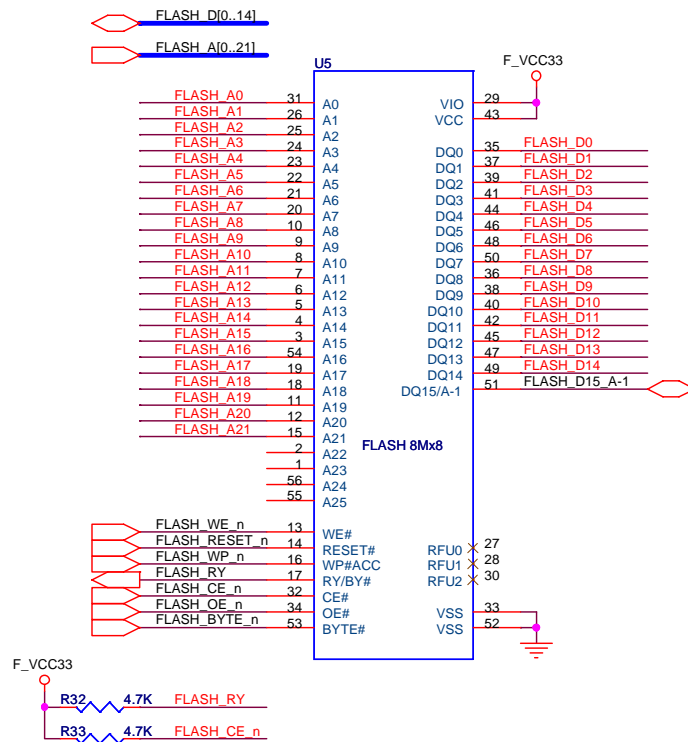 FLASH_D[0..14]
FLASH_A[0..21]
U5
F_VCC33
FLASH_A0 31 A0 VIO 29
FLASH_A1 26 A1 VCC 43
FLASH_A2 25 A2
FLASH_A3 24 A3 DQ0 35 FLASH_D0
FLASH_A4 23 A4 DQ1 37 FLASH_D1
FLASH_A5 22 A5 DQ2 39 FLASH_D2
FLASH_A6 21 A6 DQ3 41 FLASH_D3
FLASH_A7 20 A7 DQ4 44 FLASH_D4
FLASH_A8 10 A8 DQ5 46 FLASH_D5
FLASH_A9 9 A9 DQ6 48 FLASH_D6
FLASH_A10 8 A10 DQ7 50 FLASH_D7
FLASH_A11 7 A11 DQ8 36 FLASH_D8
FLASH_A12 6 A12 DQ9 38 FLASH_D9
FLASH_A13 5 A13 DQ10 40 FLASH_D10
FLASH_A14 4 A14 DQ11 42 FLASH_D11
FLASH_A15 3 A15 DQ12 45 FLASH_D12
FLASH_A16 54 A16 DQ13 47 FLASH_D13
FLASH_A17 19 A17 DQ14 49 FLASH_D14
FLASH_A18 18 A18 DQ15/A-1 51 FLASH_D15_A-1
FLASH_A19 11 A19
FLASH_A20 12 A20
FLASH_A21 15 A21
2 A22 FLASH 8Mx8
1 A23
56 A24
55 A25
FLASH_WE_n 13 WE#
FLASH_RESET_n 14 RESET# RFU0 27
FLASH_WP_n 16 WP#ACC RFU1 28
FLASH_RY 17 RY/BY# RFU2 30
FLASH_CE_n 32 CE#
FLASH_OE_n 34 OE# VSS 33
FLASH_BYTE_n 53 BYTE# VSS 52
F_VCC33
R32 4.7K FLASH_RY
R33 4.7K FLASH_CE_n